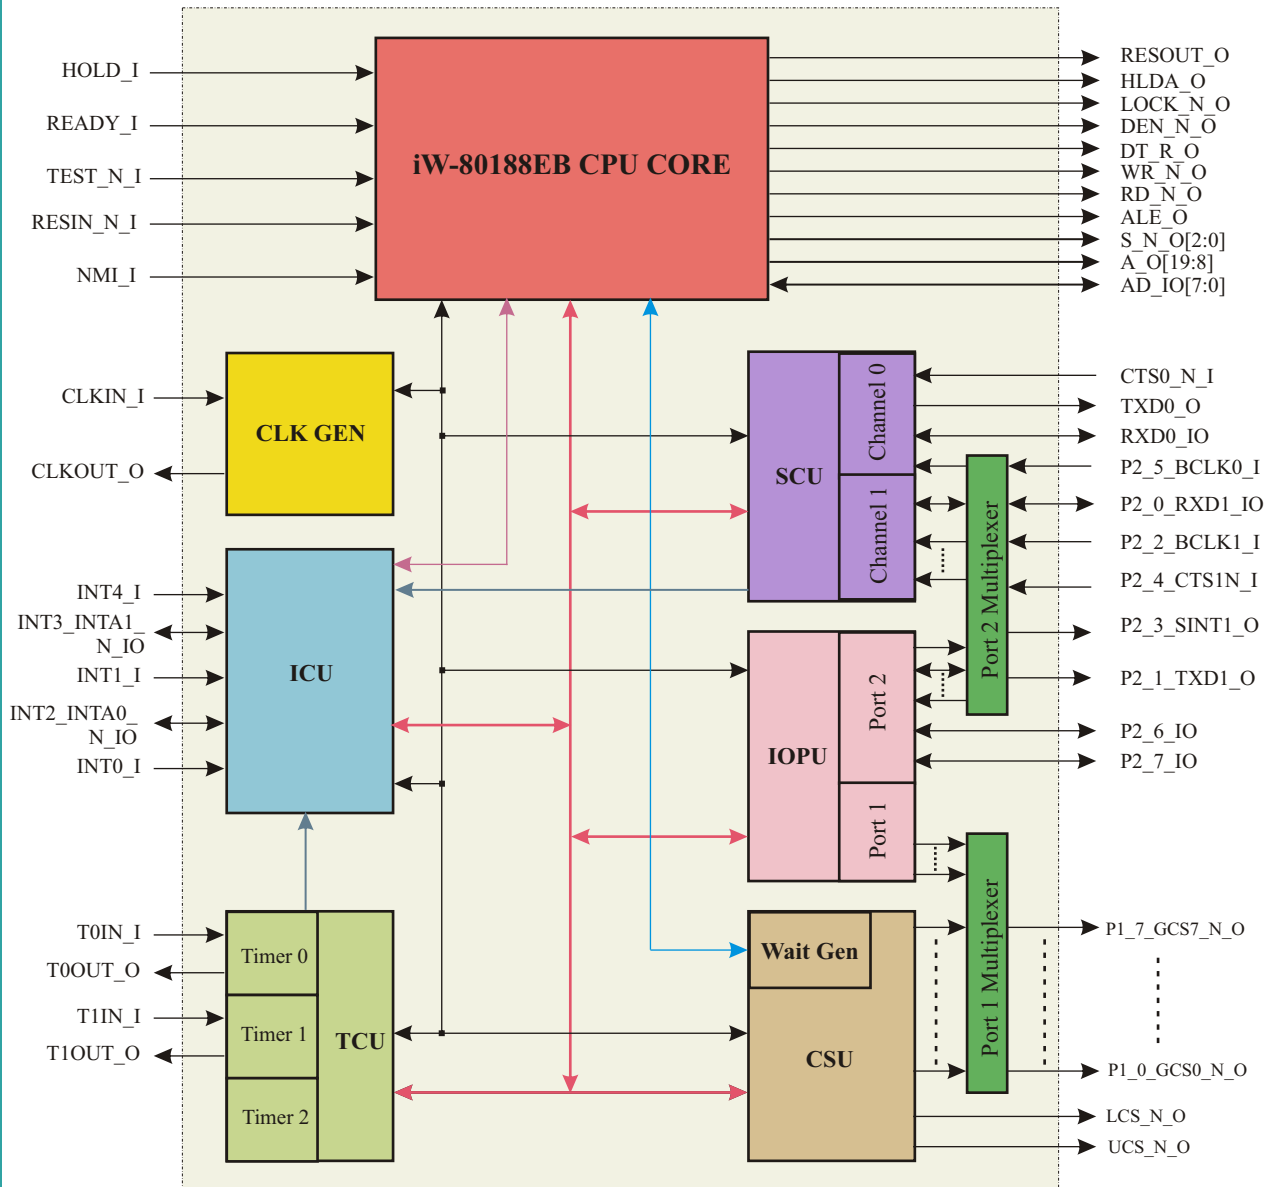 HOLD_I
READY_I
TEST_N_I
RESIN_N_I
NMI_I
iW-80188EB CPU CORE
RESOUT_O
HLDA_O
LOCK_N_O
DEN_N_O
DT_R_O
WR_N_O
RD_N_O
ALE_O
S_N_O[2:0]
A_O[19:8]
AD_IO[7:0]
CLKIN_I
CLKOUT_O
CLK GEN
SCU
Channel 0
Channel 1
CTS0_N_I
TXD0_O
RXD0_IO
P2_5_BCLK0_I
P2_0_RXD1_IO
P2_2_BCLK1_I
P2_4_CTS1N_I
P2_3_SINT1_O
P2_1_TXD1_O
P2_6_IO
P2_7_IO
Port 2 Multiplexer
INT4_I
INT3_INTA1_
N_IO
INT1_I
INT2_INTA0_
N_IO
INT0_I
ICU
IOPU
Port 2
Port 1
T0IN_I
T0OUT_O
T1IN_I
T1OUT_O
Timer 0
Timer 1
Timer 2
TCU
Wait Gen
CSU
Port 1 Multiplexer
P1_7_GCS7_N_O
P1_0_GCS0_N_O
LCS_N_O
UCS_N_O